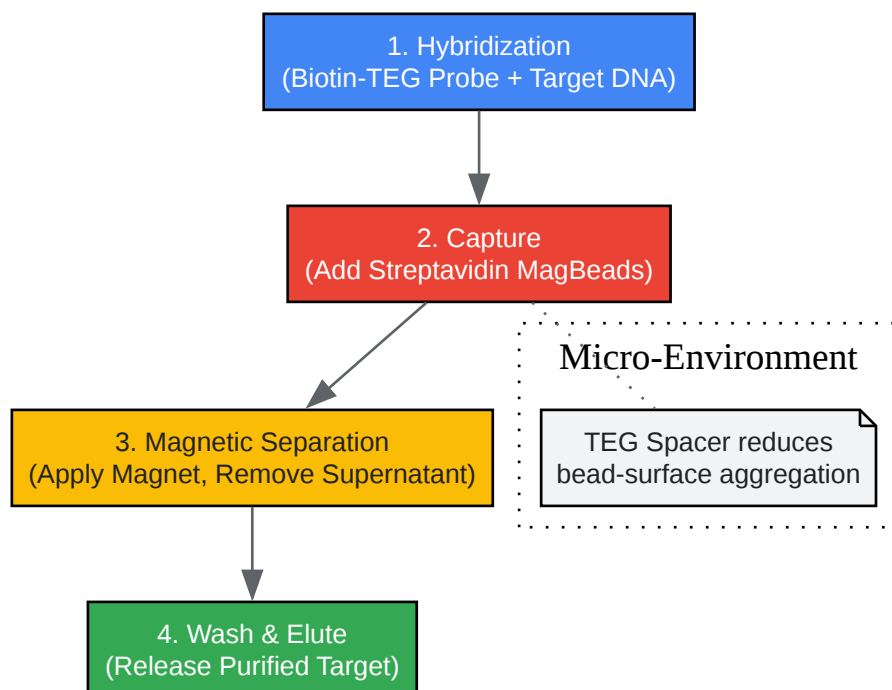 1. Hybridization
(Biotin-TEG Probe + Target DNA)
2. Capture
(Add Streptavidin MagBeads)
Micro-Environment
3. Magnetic Separation
(Apply Magnet, Remove Supernatant)
TEG Spacer reduces
bead-surface aggregation
4. Wash & Elute
(Release Purified Target)